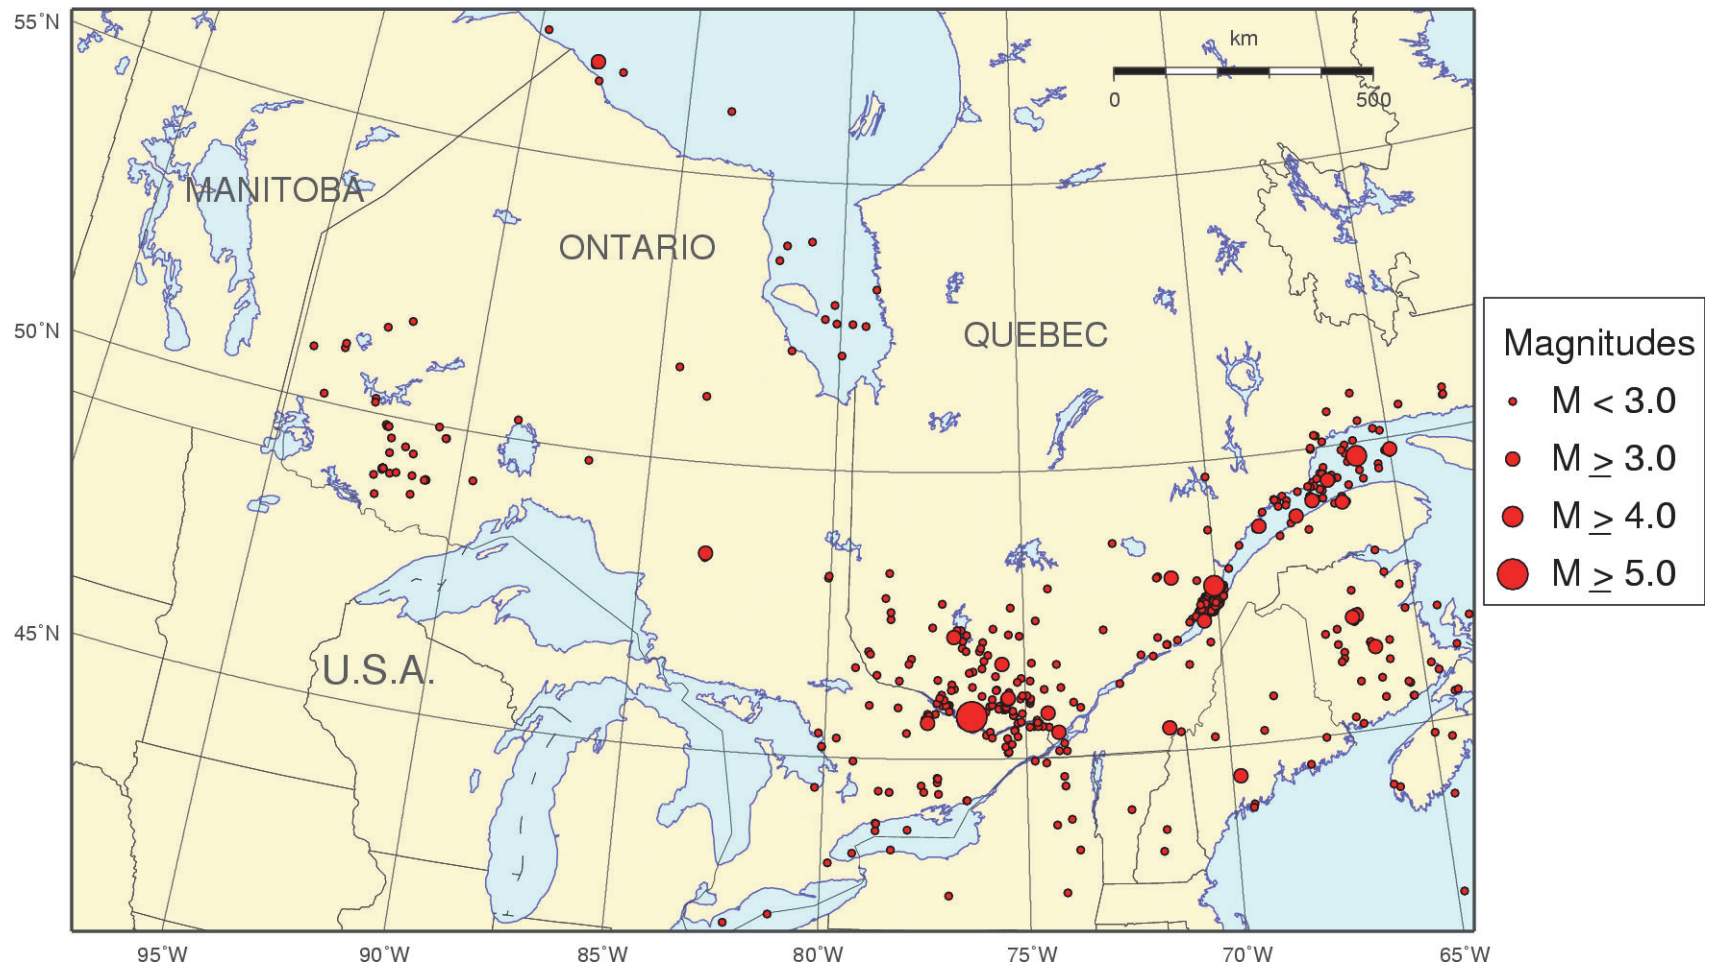 55°N
km
0
500
MANITOBA
ONTARIO
50°N
QUEBEC
Magnitudes
M < 3.0
M ≥ 3.0
M ≥ 4.0
M ≥ 5.0
45°N
U.S.A.
95°W
90°W
85°W
80°W
75°W
70°W
65°W